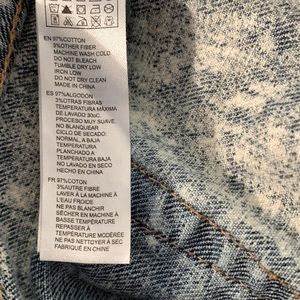 EN 97%COTTON
3%OTHER FIBER
MACHINE WASH COLD
DO NOT BLEACH
TUMBLE DRY LOW
IRON LOW
DO NOT DRY CLEAN
MADE IN CHINA
ES 97%ALGODÓN
3%OTRAS FIBRAS
TEMPERATURA MÁXIMA
DE LAVADO 30oC.
PROCESO MUY SUAVE.
NO BLANQUEAR
CICLO DE SECADO:
NORMAL, A BAJA
TEMPERATURA
PLANCHADO A
TEMPERATURA BAJA
NO LAVAR EN SECO
HECHO EN CHINA
FR 97%COTON
3%AUTRE FIBRE
LAVER À LA MACHINE À
L'EAU FROIDE
NE PAS BLANCHIR
SÉCHER EN MACHINE À
BASSE TEMPÉRATURE
REPASSER À
TEMPÉRATURE MODÉRÉE
NE PAS NETTOYER À SEC
FABRIQUÉ EN CHINE